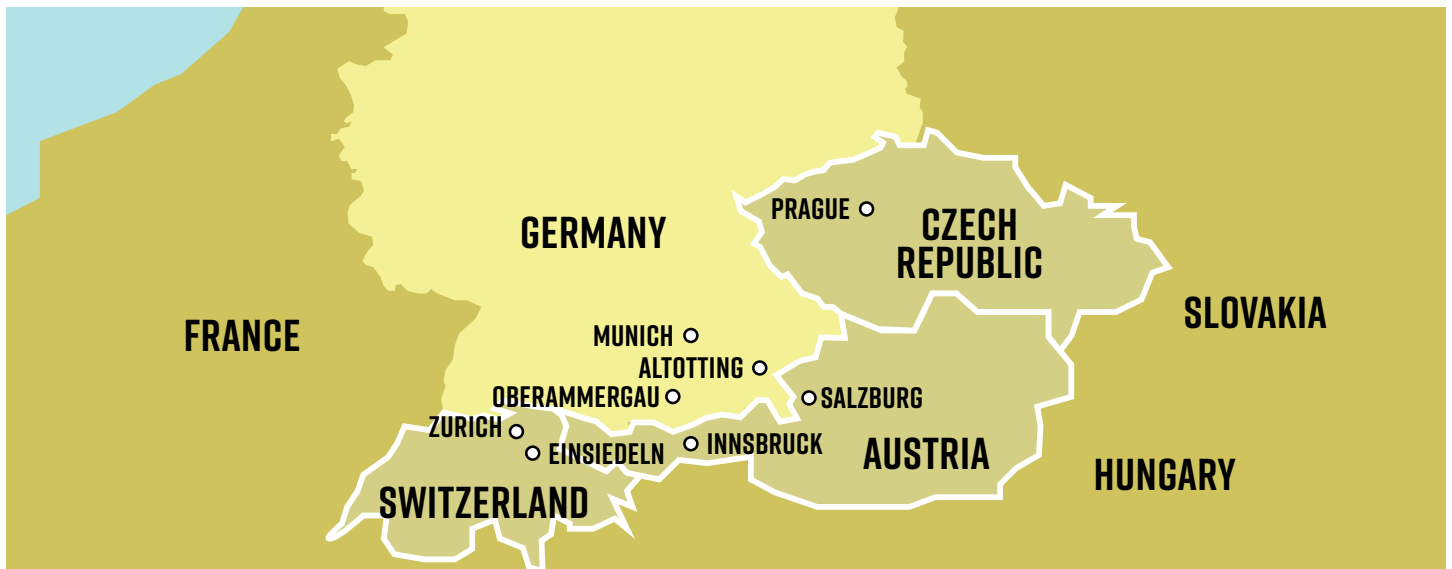 PRAGUE
CZECH
REPUBLIC
GERMANY
SLOVAKIA
FRANCE
MUNICH
ALTOTTING
OBERAMMERGAU
SALZBURG
ZURICH
EINSIEDELN
INNSBRUCK
AUSTRIA
HUNGARY
SWITZERLAND